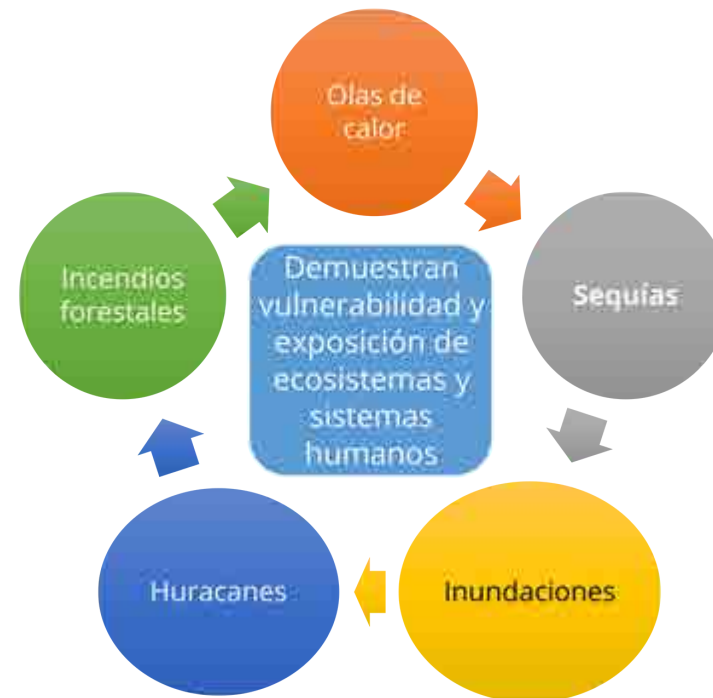 Olas de
calor
Sequías
Inundaciones
Huracanes
Incendios
forestales
Demuestran
vulnerabilidad y
exposición de
ecosistemas y
sistemas
humanos